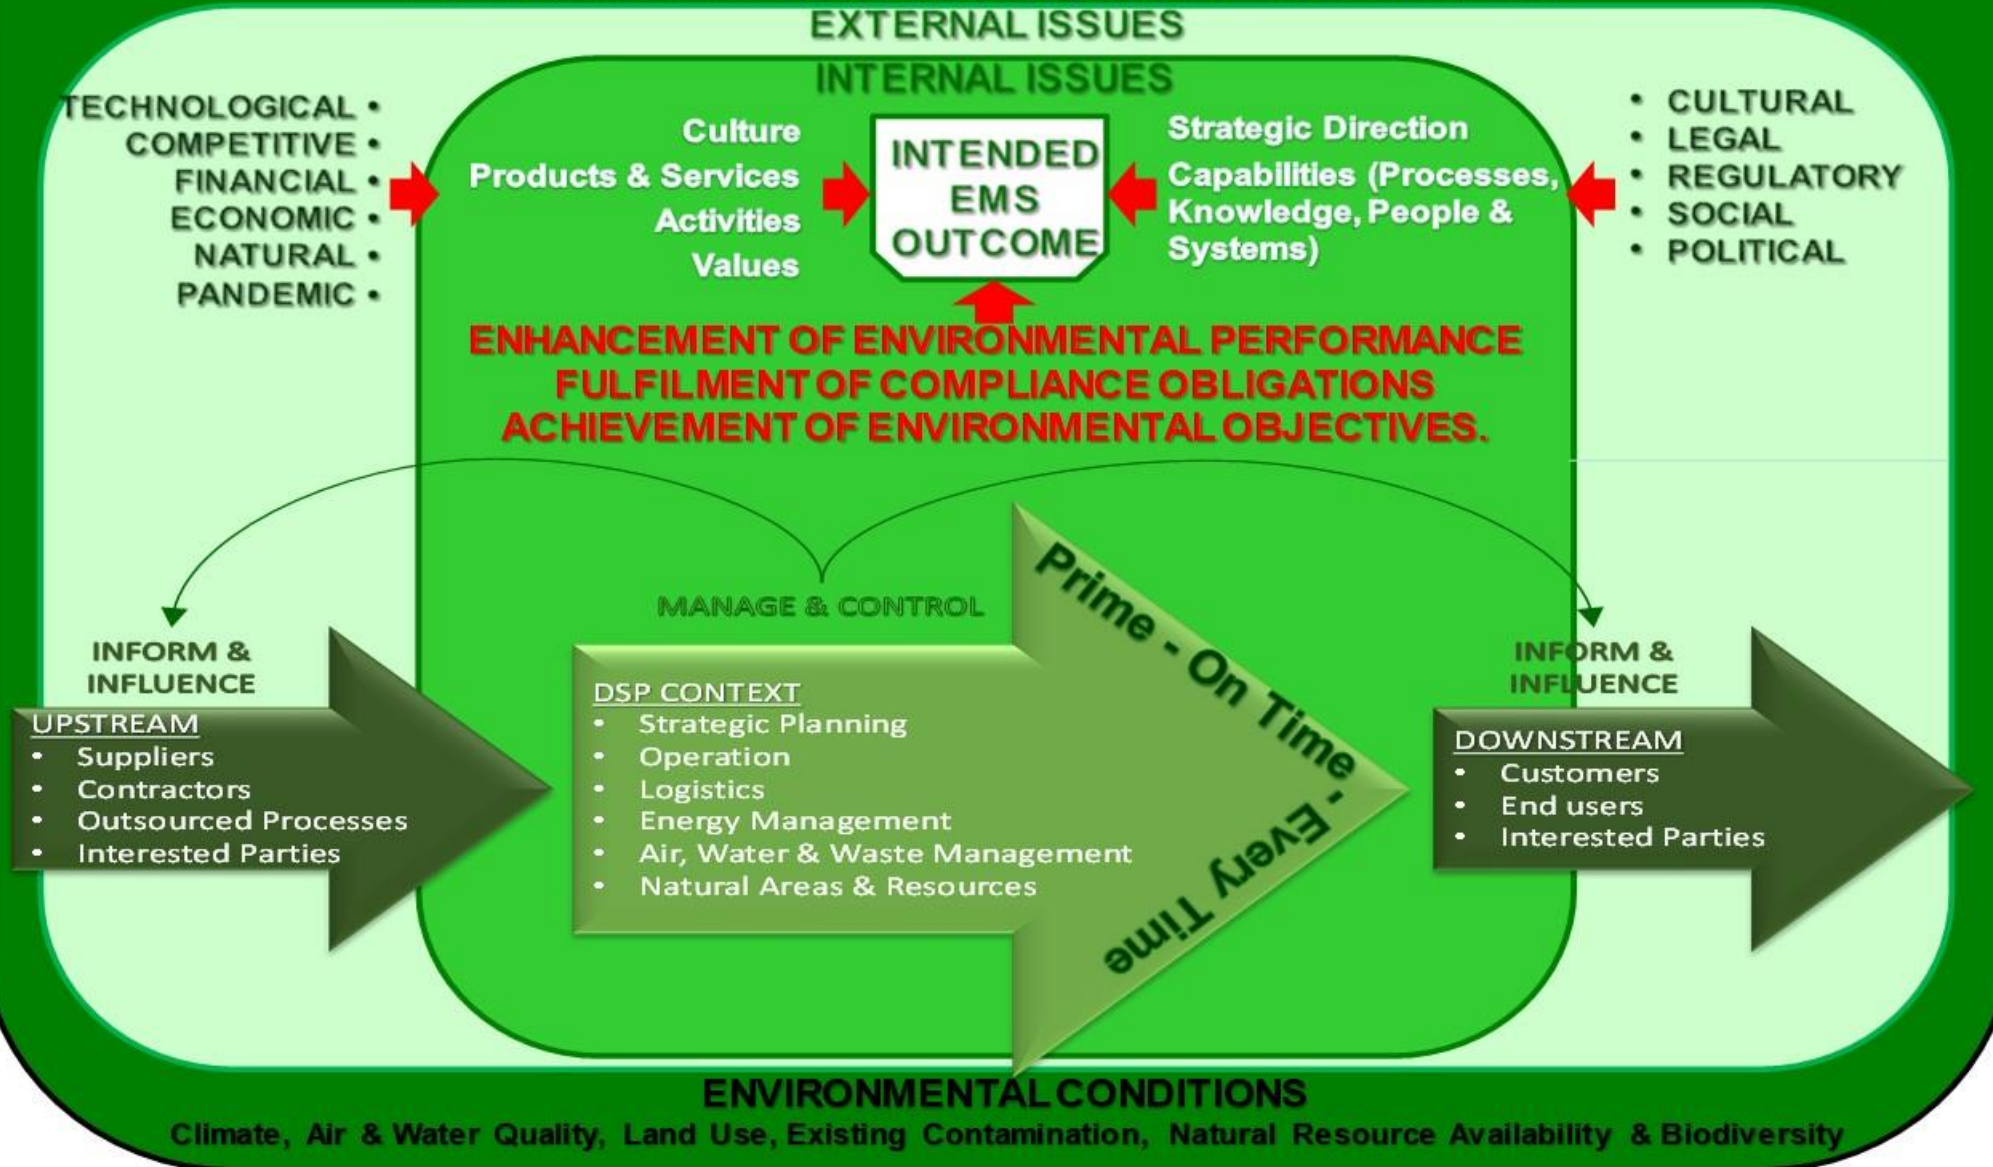 EXTERNAL ISSUES
INTERNAL ISSUES
TECHNOLOGICAL •
COMPETITIVE •
FINANCIAL •
ECONOMIC •
NATURAL •
PANDEMIC •
Culture
Products & Services
Activities
Values
INTENDED
EMS
OUTCOME
Strategic Direction
Capabilities (Processes,
Knowledge, People &
Systems)
• CULTURAL
• LEGAL
• REGULATORY
• SOCIAL
• POLITICAL
ENHANCEMENT OF ENVIRONMENTAL PERFORMANCE
FULFILMENT OF COMPLIANCE OBLIGATIONS
ACHIEVEMENT OF ENVIRONMENTAL OBJECTIVES.
MANAGE & CONTROL
INFORM &
INFLUENCE
UPSTREAM
• Suppliers
• Contractors
• Outsourced Processes
• Interested Parties
DSP CONTEXT
• Strategic Planning
• Operation
• Logistics
• Energy Management
• Air, Water & Waste Management
• Natural Areas & Resources
Prime - On Time - Every Time
INFORM &
INFLUENCE
DOWNSTREAM
• Customers
• End users
• Interested Parties
ENVIRONMENTAL CONDITIONS
Climate, Air & Water Quality, Land Use, Existing Contamination, Natural Resource Availability & Biodiversity